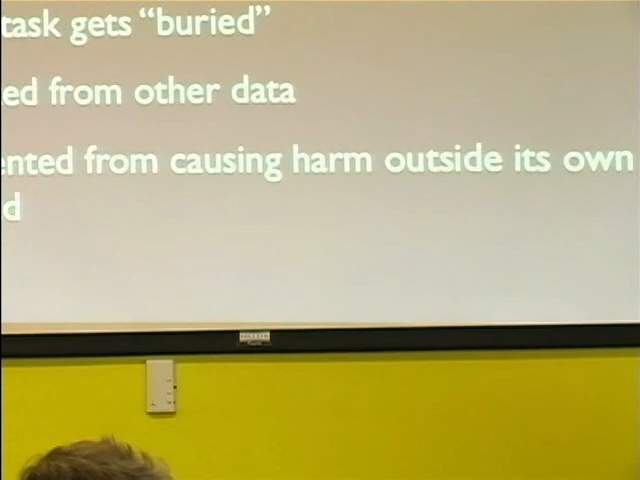 task gets “buried”
ed from other data
ented from causing harm outside its own
d